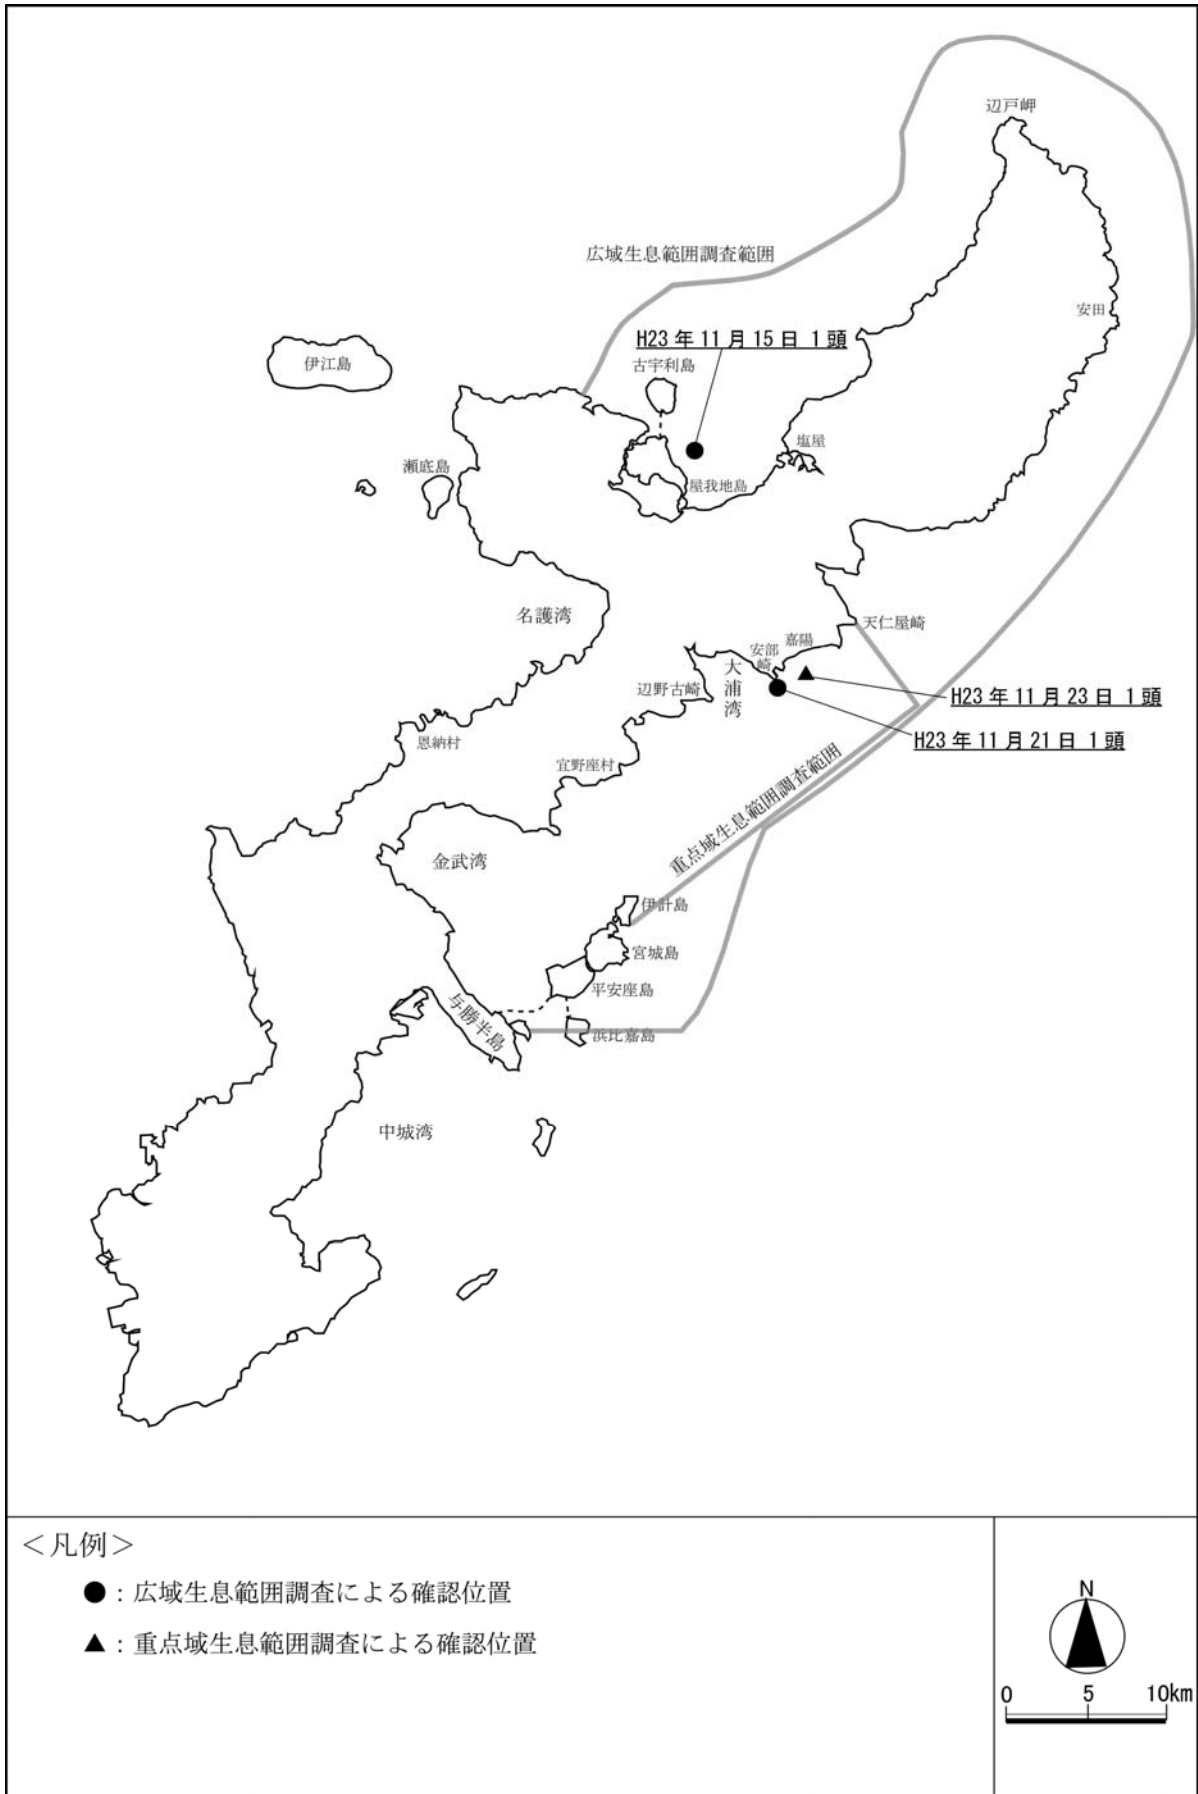 辺戸岬
広域生息範囲調査範囲
安田
H23年11月15日 1頭
伊江島
古宇利島
塩屋
瀬底島
屋我地島
名護湾
天仁屋崎
嘉陽
安部崎
大浦湾
辺野古崎
H23年11月23日 1頭
H23年11月21日 1頭
恩納村
宜野座村
重点域生息範囲調査範囲
金武湾
伊計島
宮城島
平安座島
与勝半島
浜比嘉島
中城湾
<凡例>
●:広域生息範囲調査による確認位置
▲:重点域生息範囲調査による確認位置
N
0 5 10km